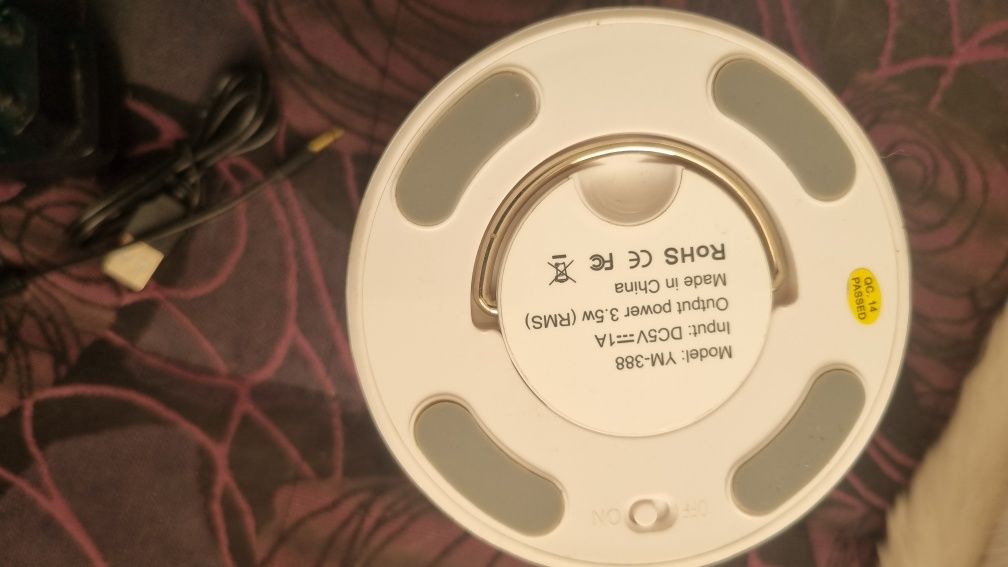 Model: YM-388
Input: DC5V⎓1A
Output power 3.5w (RMS)
Made in China
RoHS CE FC
QC. 14
PASSED
OFF ON